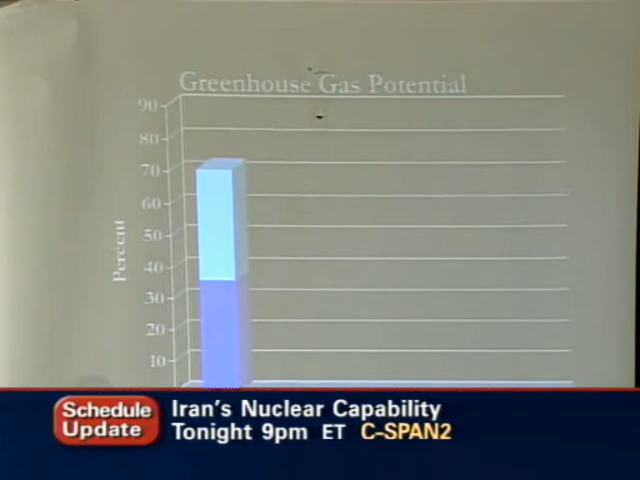 Greenhouse Gas Potential
90
80
70
60
50
40
30
20
10
Percent
Schedule
Update
Iran's Nuclear Capability
Tonight 9pm ET C-SPAN2